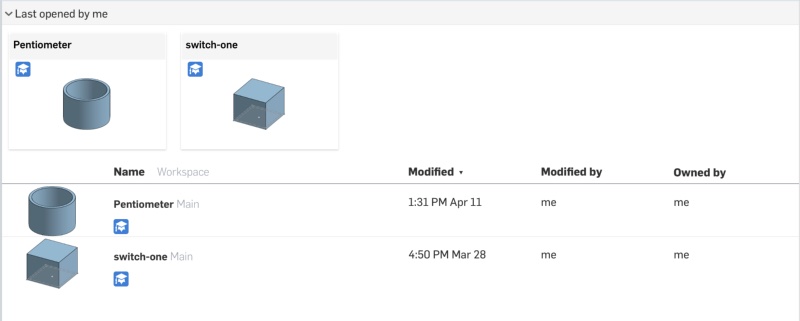 Last opened by me
Pentiometer
switch-one
Name Workspace Modified Modified by Owned by
Pentiometer Main 1:31 PM Apr 11 me me
switch-one Main 4:50 PM Mar 28 me me